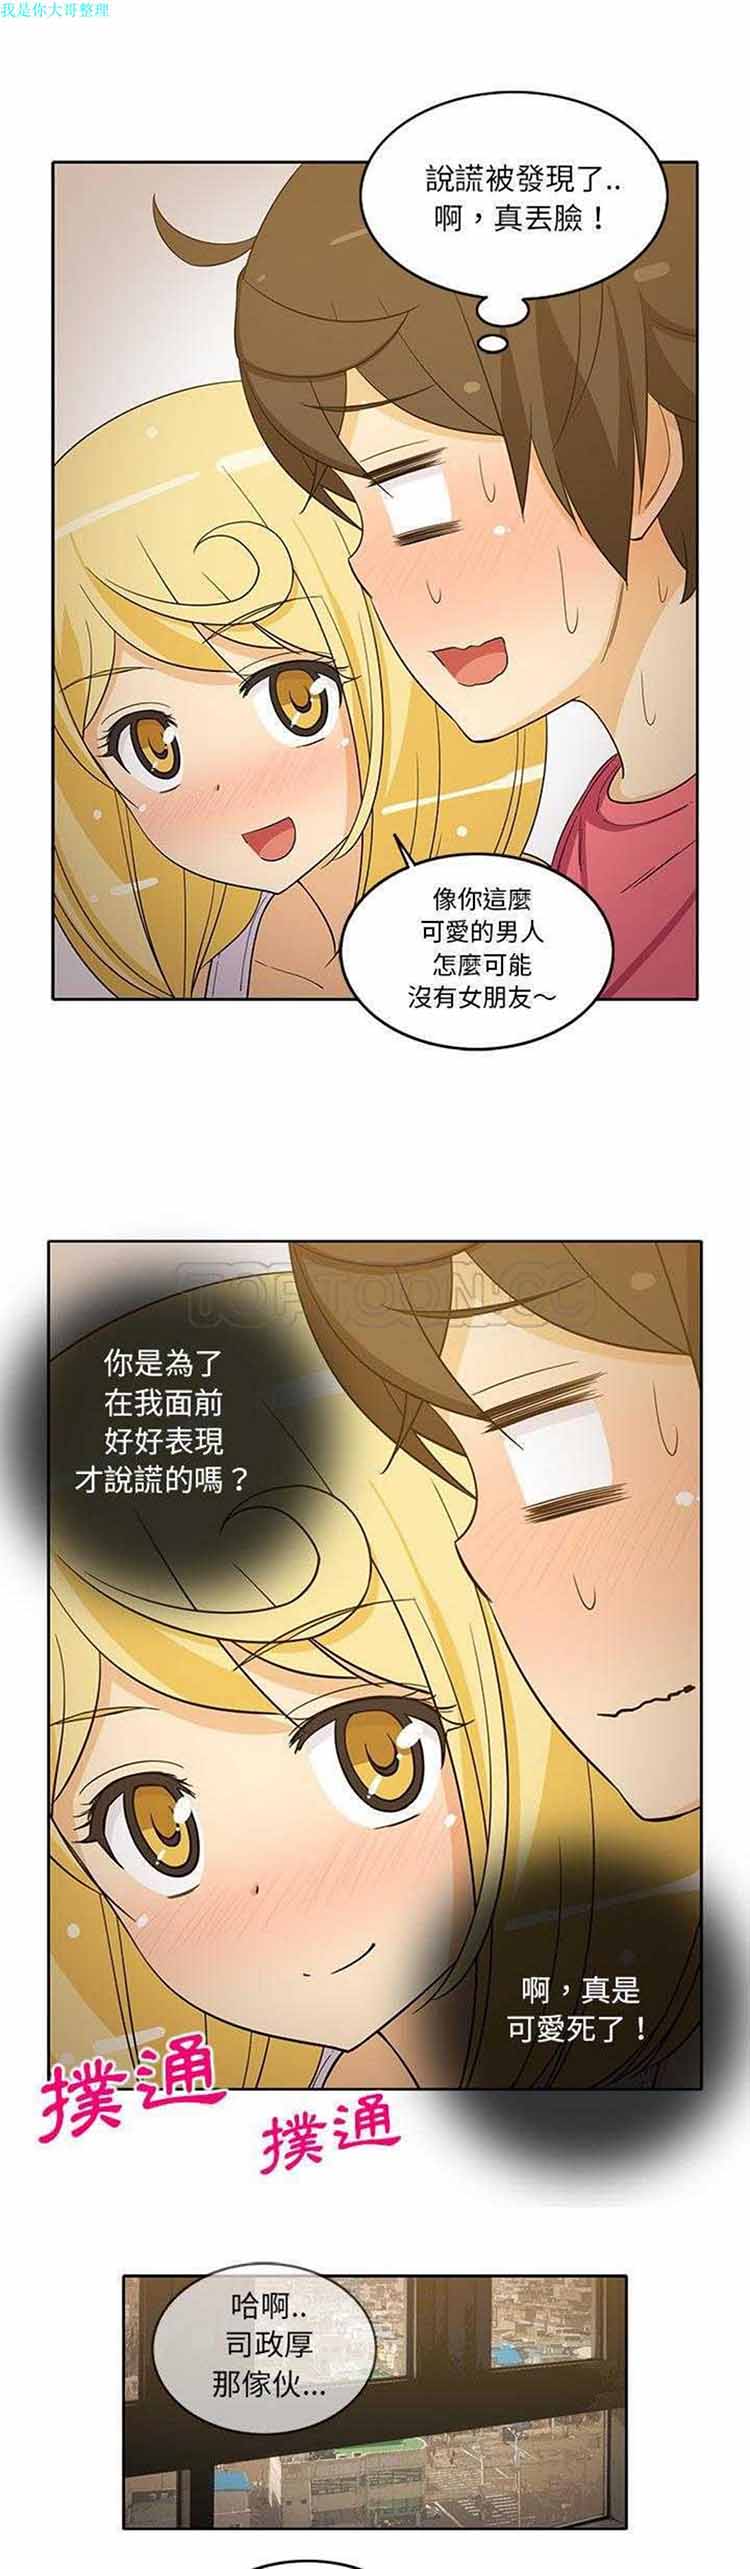 我是你大哥整理
說謊被發現了..
啊，真丟臉！
像你這麼
可愛的男人
怎麼可能
沒有女朋友～
TOPTOON.CC
你是為了
在我面前
好好表現
才說謊的嗎？
啊，真是
可愛死了！
撲通
撲通
哈啊..
司政厚
那傢伙...